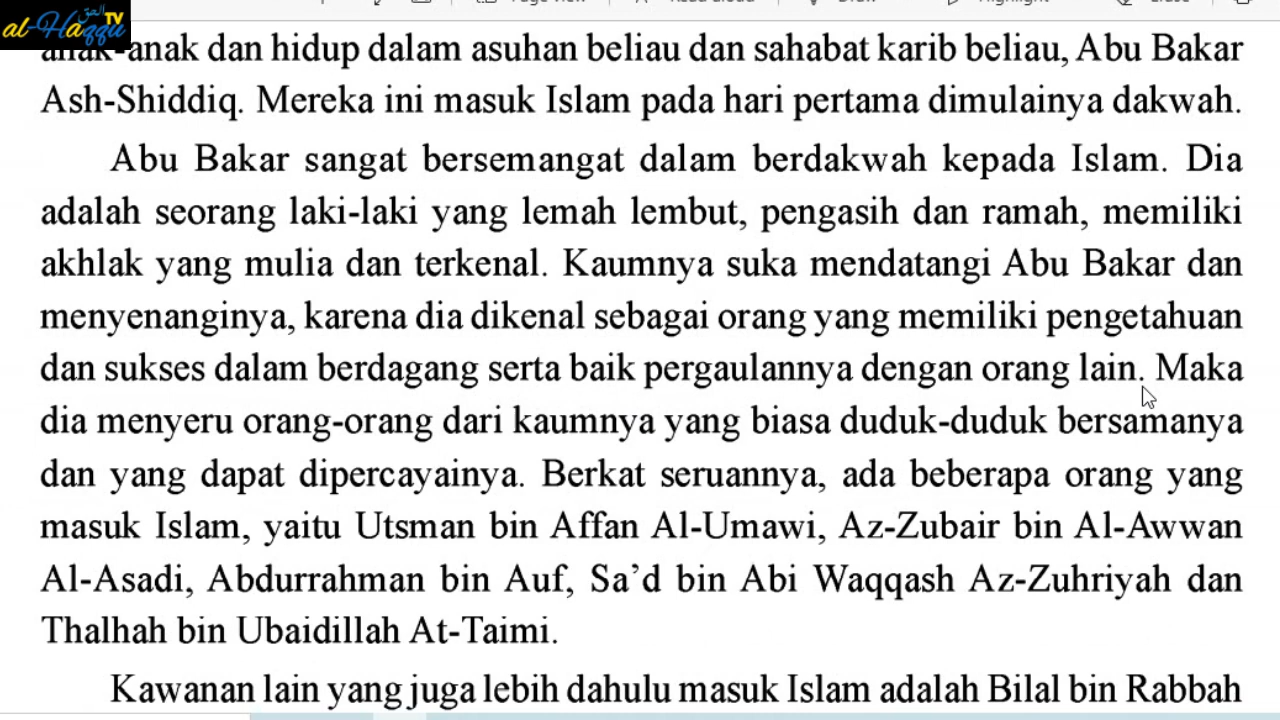 الحق
al-Haqqu TV
anak-anak dan hidup dalam asuhan beliau dan sahabat karib beliau, Abu Bakar
Ash-Shiddiq. Mereka ini masuk Islam pada hari pertama dimulainya dakwah.
Abu Bakar sangat bersemangat dalam berdakwah kepada Islam. Dia
adalah seorang laki-laki yang lemah lembut, pengasih dan ramah, memiliki
akhlak yang mulia dan terkenal. Kaumnya suka mendatangi Abu Bakar dan
menyenanginya, karena dia dikenal sebagai orang yang memiliki pengetahuan
dan sukses dalam berdagang serta baik pergaulannya dengan orang lain. Maka
dia menyeru orang-orang dari kaumnya yang biasa duduk-duduk bersamanya
dan yang dapat dipercayainya. Berkat seruannya, ada beberapa orang yang
masuk Islam, yaitu Utsman bin Affan Al-Umawi, Az-Zubair bin Al-Awwan
Al-Asadi, Abdurrahman bin Auf, Sa’d bin Abi Waqqash Az-Zuhriyah dan
Thalhah bin Ubaidillah At-Taimi.
Kawanan lain yang juga lebih dahulu masuk Islam adalah Bilal bin Rabbah